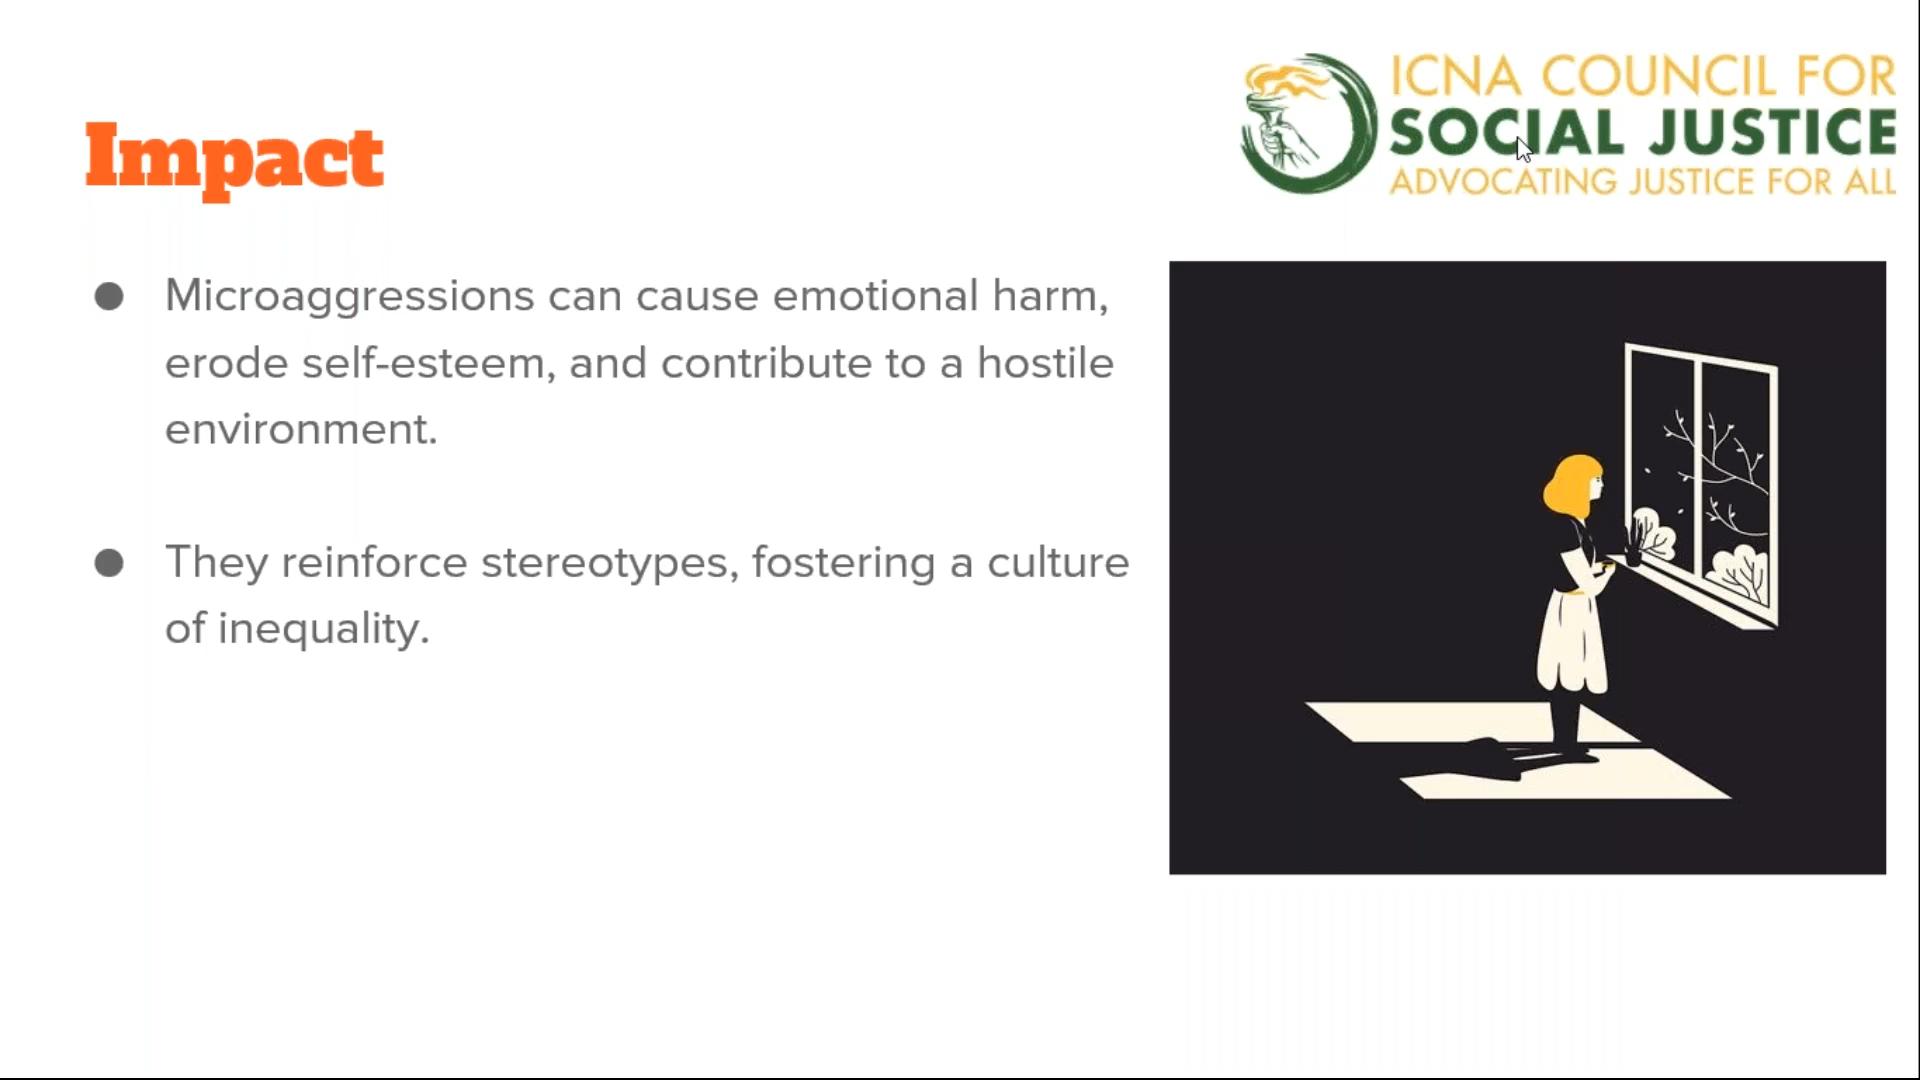 ICNA COUNCIL FOR
SOCIAL JUSTICE
ADVOCATING JUSTICE FOR ALL
Impact
● Microaggressions can cause emotional harm,
erode self-esteem, and contribute to a hostile
environment.
● They reinforce stereotypes, fostering a culture
of inequality.